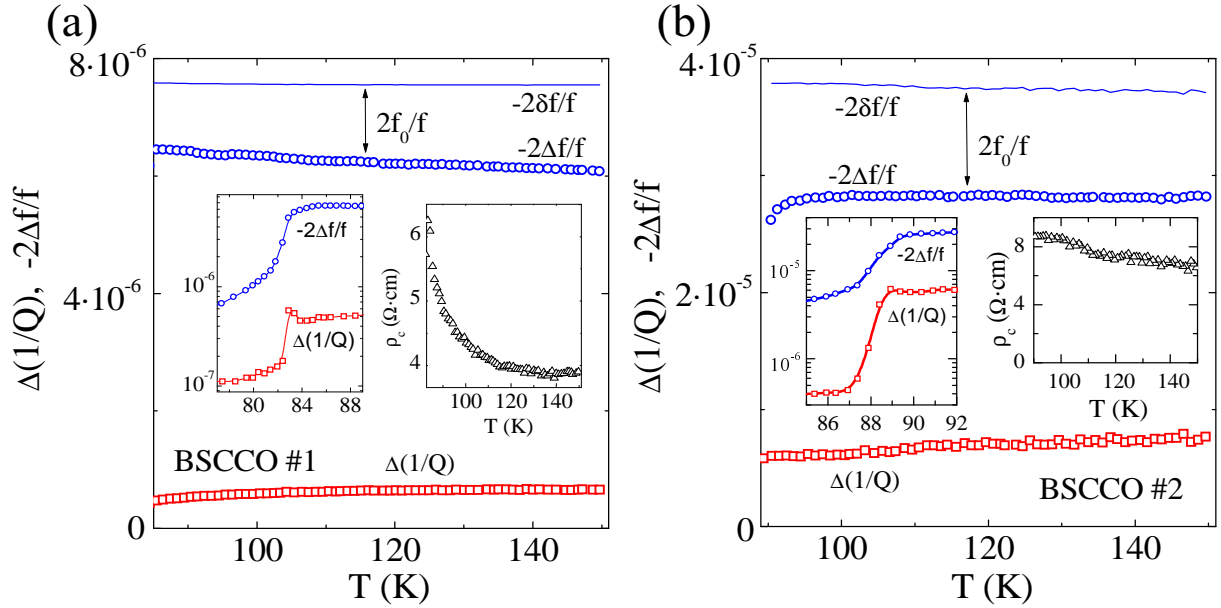 (a)
8·10⁻⁶
4·10⁻⁶
0
Δ(1/Q), -2Δf/f
-2δf/f
2f₀/f
-2Δf/f
-2Δf/f
Δ(1/Q)
10⁻⁶
10⁻⁷
80 84 88
ρc (Ω·cm)
6
5
4
100 120 140
T (K)
BSCCO #1
Δ(1/Q)
100 120 140
T (K)
(b)
4·10⁻⁵
2·10⁻⁵
0
Δ(1/Q), -2Δf/f
-2δf/f
2f₀/f
-2Δf/f
-2Δf/f
Δ(1/Q)
10⁻⁵
10⁻⁶
86 88 90 92
ρc (Ω·cm)
8
4
0
100 120 140
T (K)
Δ(1/Q)
BSCCO #2
100 120 140
T (K)